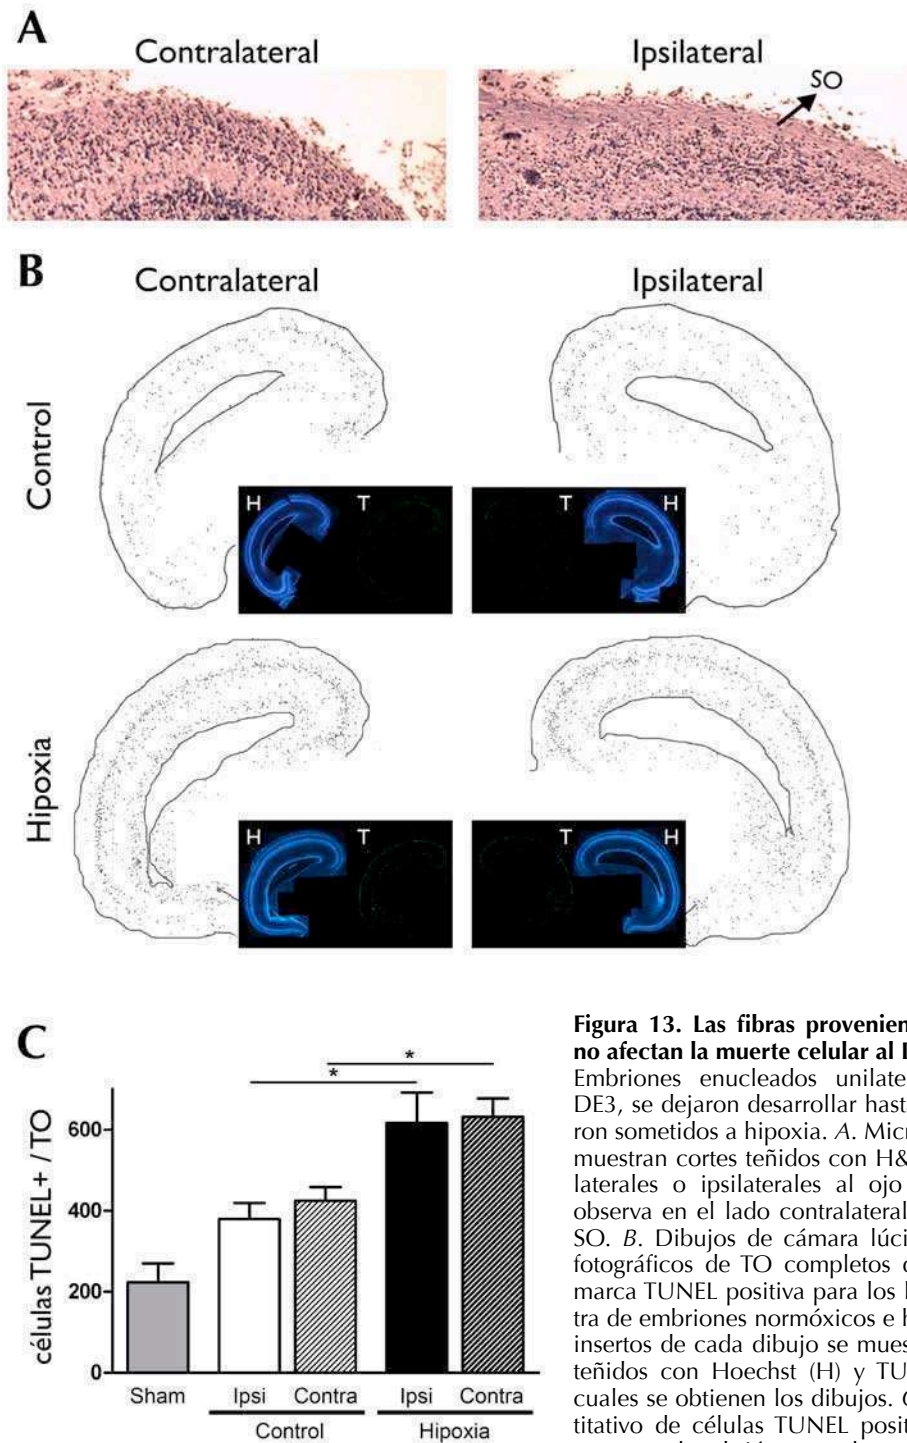 A
Contralateral
Ipsilateral
SO
B
Contralateral
Ipsilateral
Control
H
T
T
H
Hipoxia
H
T
T
H
C
células TUNEL+ / TO
600
400
200
0
*
*
Sham
Ipsi
Contra
Ipsi
Contra
Control
Hipoxia
Figura 13. Las fibras provenien
no afectan la muerte celular al
Embriones enucleados unilate
DE3, se dejaron desarrollar hast
ron sometidos a hipoxia. A. Micr
muestran cortes teñidos con H&
laterales o ipsilaterales al ojo
observa en el lado contralateral
SO. B. Dibujos de cámara lúci
fotográficos de TO completos
marca TUNEL positiva para los
tra de embriones normóxicos e
insertos de cada dibujo se mues
teñidos con Hoechst (H) y TU
cuales se obtienen los dibujos.
titativo de células TUNEL posit